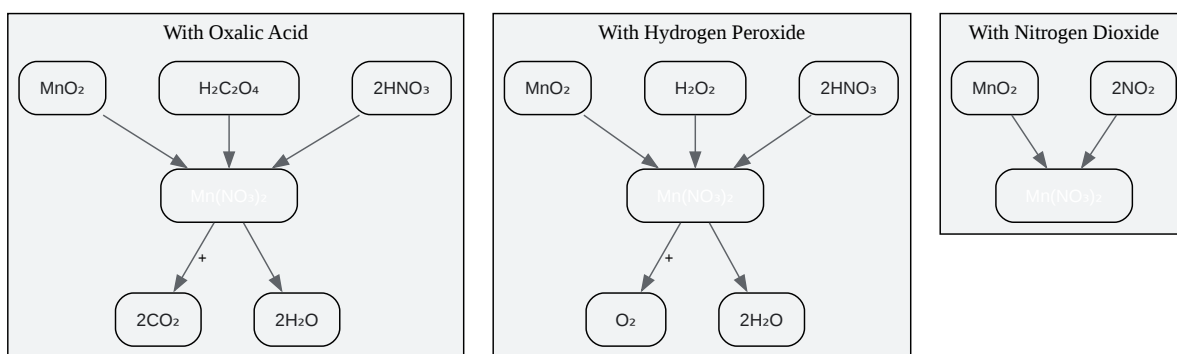 With Oxalic Acid
MnO₂
H₂C₂O₄
2HNO₃
Mn(NO₃)₂
+
2CO₂
2H₂O
With Hydrogen Peroxide
MnO₂
H₂O₂
2HNO₃
Mn(NO₃)₂
+
O₂
2H₂O
With Nitrogen Dioxide
MnO₂
2NO₂
Mn(NO₃)₂